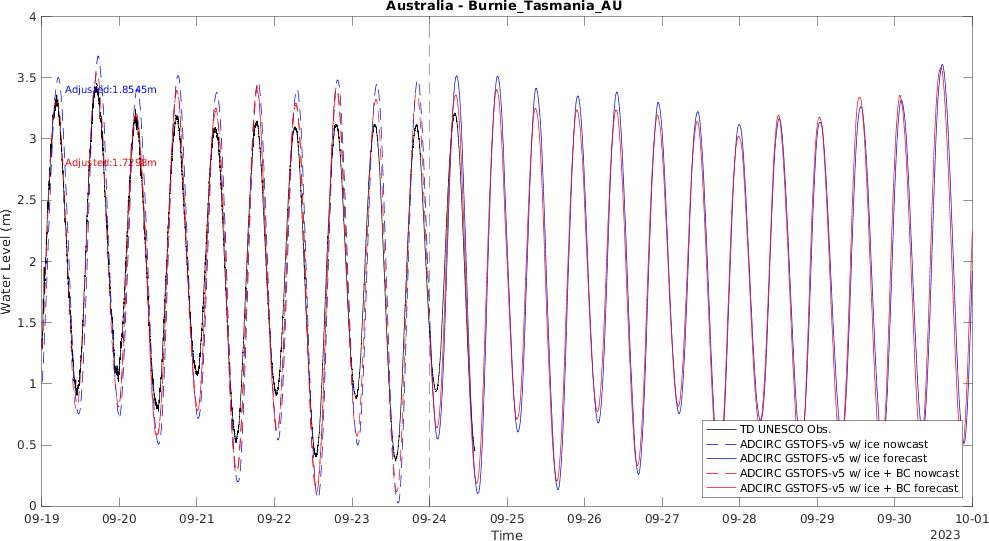 Australia - Burnie_Tasmania_AU
4
3.5
3
2.5
2
1.5
1
0.5
0
Water Level (m)
Adjusted:1.8545m
Adjusted:1.7298m
TD UNESCO Obs.
ADCIRC GSTOFS-v5 w/ ice nowcast
ADCIRC GSTOFS-v5 w/ ice forecast
ADCIRC GSTOFS-v5 w/ ice + BC nowcast
ADCIRC GSTOFS-v5 w/ ice + BC forecast
09-19 09-20 09-21 09-22 09-23 09-24 09-25 09-26 09-27 09-28 09-29 09-30 10-01
Time
2023